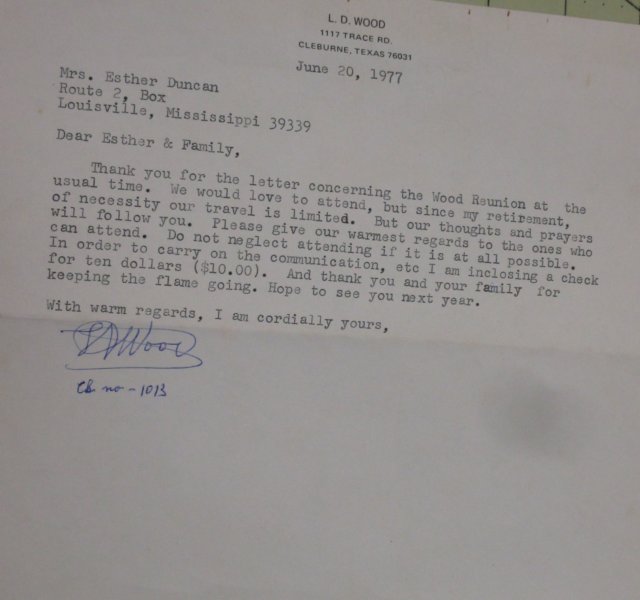 L. D. WOOD
1117 TRACE RD.
CLEBURNE, TEXAS 76031
June 20, 1977
Mrs. Esther Duncan
Route 2, Box
Louisville, Mississippi 39339
Dear Esther & Family,
Thank you for the letter concerning the Wood Reunion at the
usual time. We would love to attend, but since my retirement,
of necessity our travel is limited. But our thoughts and prayers
will follow you. Please give our warmest regards to the ones who
can attend. Do not neglect attending if it is at all possible.
In order to carry on the communication, etc I am inclosing a check
for ten dollars ($10.00). And thank you and your family for
keeping the flame going. Hope to see you next year.
With warm regards, I am cordially yours,
L D Wood
Ck no - 1013